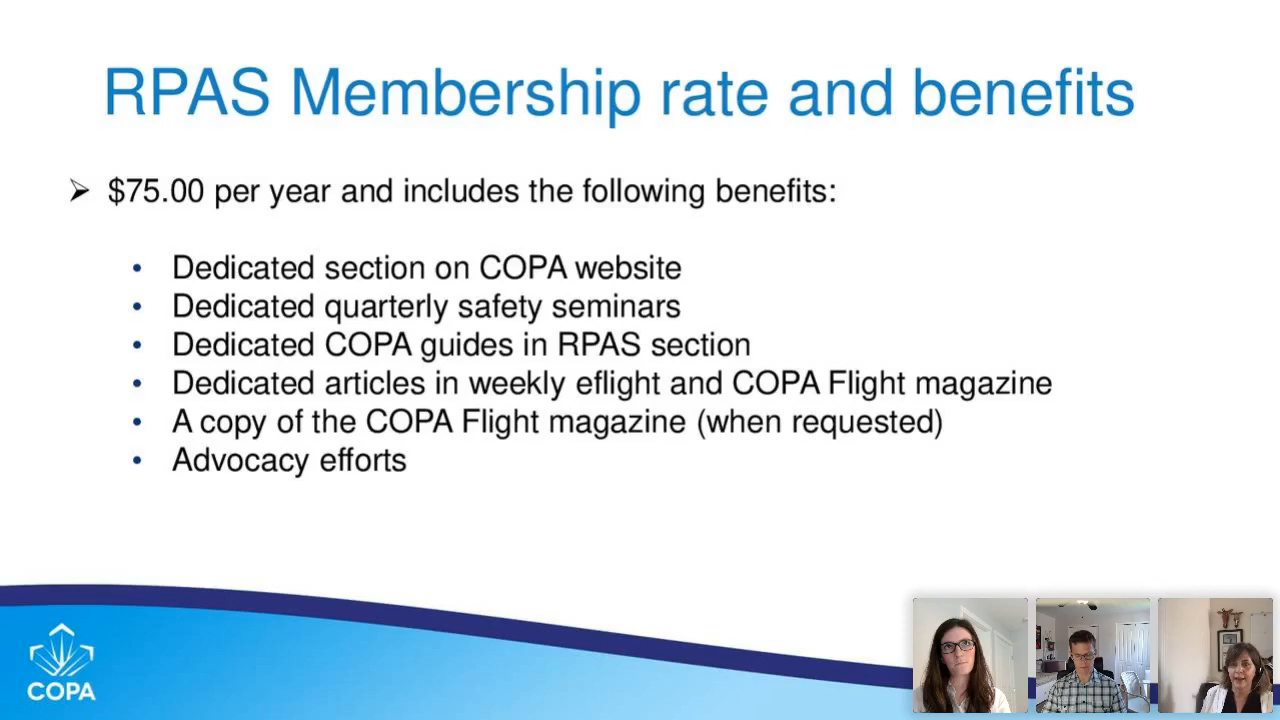 RPAS Membership rate and benefits
➢ $75.00 per year and includes the following benefits:
• Dedicated section on COPA website
• Dedicated quarterly safety seminars
• Dedicated COPA guides in RPAS section
• Dedicated articles in weekly eflight and COPA Flight magazine
• A copy of the COPA Flight magazine (when requested)
• Advocacy efforts
COPA